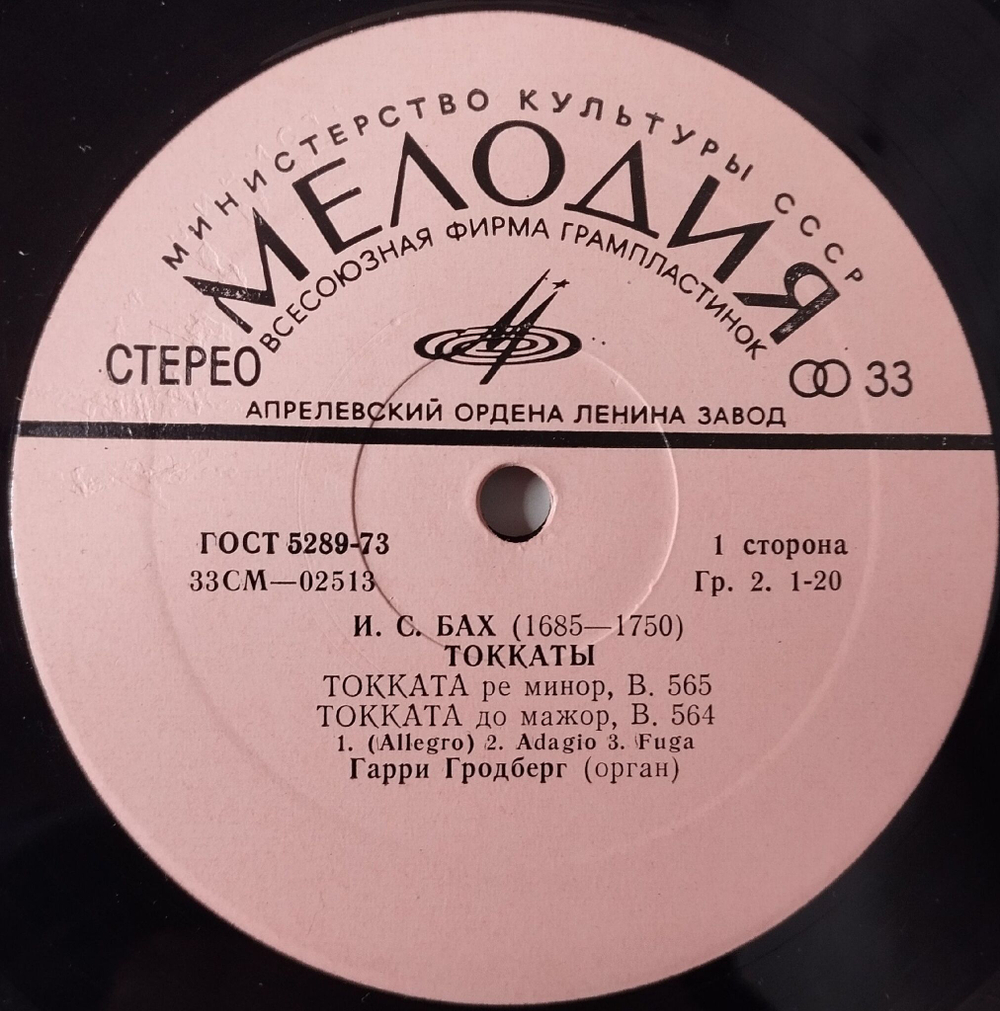 МИНИСТЕРСТВО КУЛЬТУРЫ СССР
МЕЛОДИЯ
ВСЕСОЮЗНАЯ ФИРМА ГРАМПЛАСТИНОК
СТЕРЕО
33
АПРЕЛЕВСКИЙ ОРДЕНА ЛЕНИНА ЗАВОД
ГОСТ 5289-73
1 сторона
33СМ—02513
Гр. 2. 1-20
И. С. БАХ (1685—1750)
ТОККАТЫ
ТОККАТА ре минор, В. 565
ТОККАТА до мажор, В. 564
1. (Allegro) 2. Adagio 3. Fuga
Гарри Гродберг (орган)